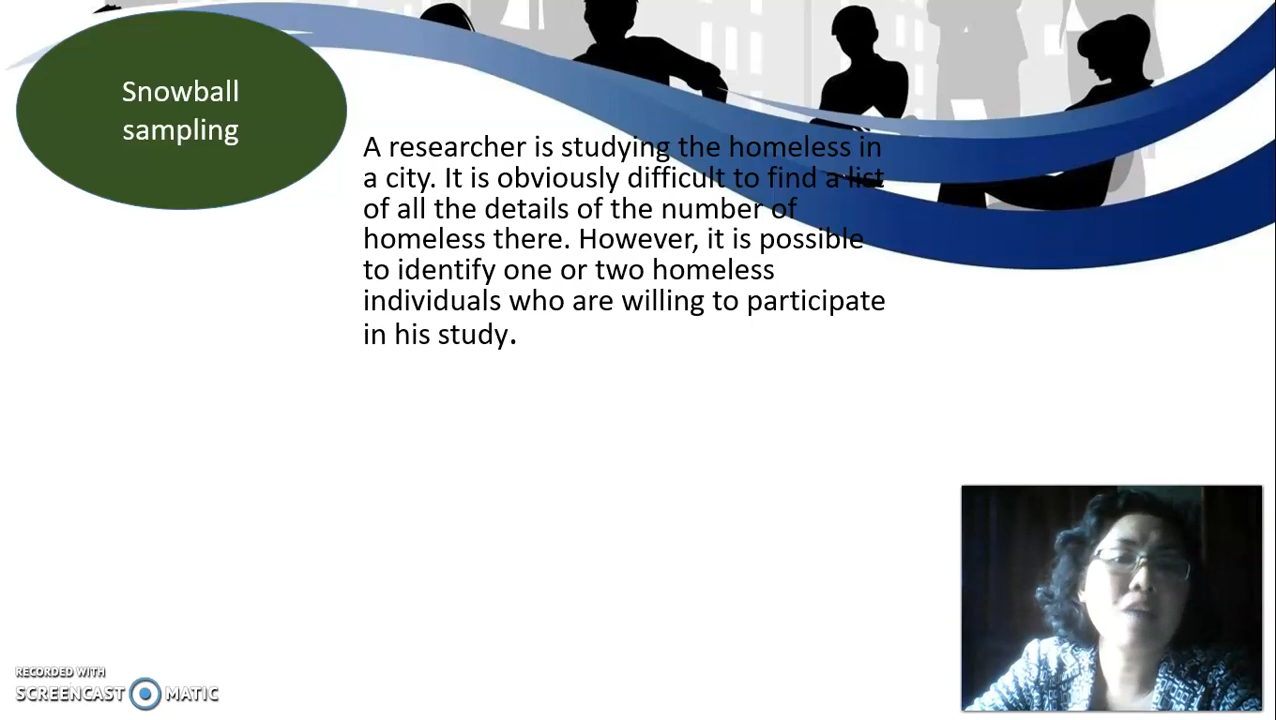 Snowball
sampling
A researcher is studying the homeless in
a city. It is obviously difficult to find a list
of all the details of the number of
homeless there. However, it is possible
to identify one or two homeless
individuals who are willing to participate
in his study.
RECORDED WITH
SCREENCAST MATIC